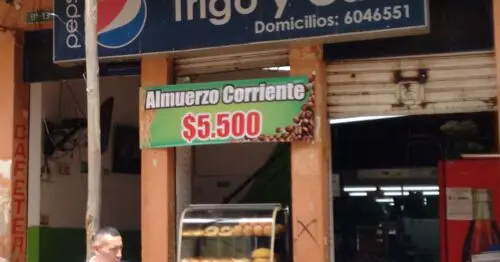 pepsi
Trigo y
Domicilios: 6046551
Almuerzo Corriente
$5.500
CAFETER